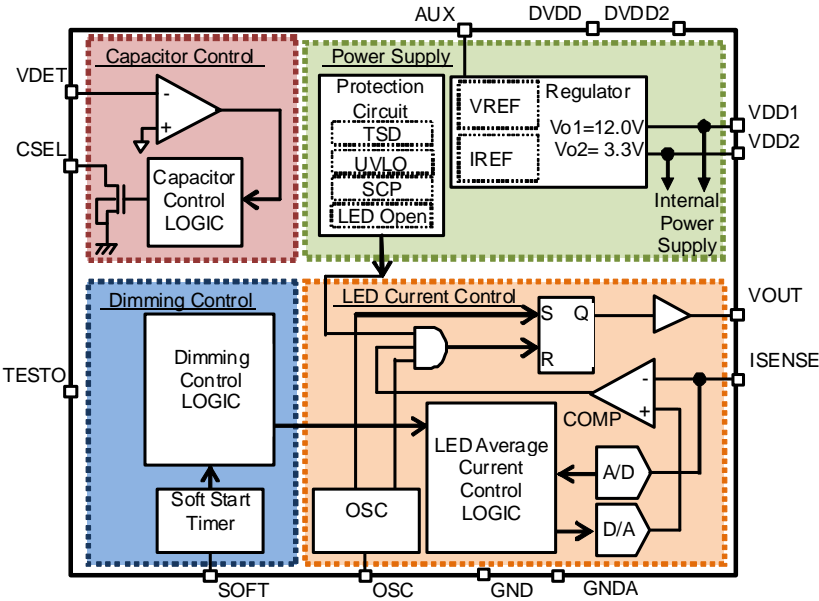 AUX
DVDD
DVDD2
Capacitor Control
Power Supply
VDET
-
+
CSEL
Capacitor
Control
LOGIC
Protection
Circuit
TSD
UVLO
SCP
LED Open
VREF
IREF
Regulator
Vo1=12.0V
Vo2= 3.3V
VDD1
VDD2
Internal
Power
Supply
Dimming Control
LED Current Control
Dimming
Control
LOGIC
TESTO
Soft Start
Timer
S
Q
R
VOUT
ISENSE
-
+
COMP
LED Average
Current
Control
LOGIC
A/D
D/A
OSC
SOFT
OSC
GND
GNDA